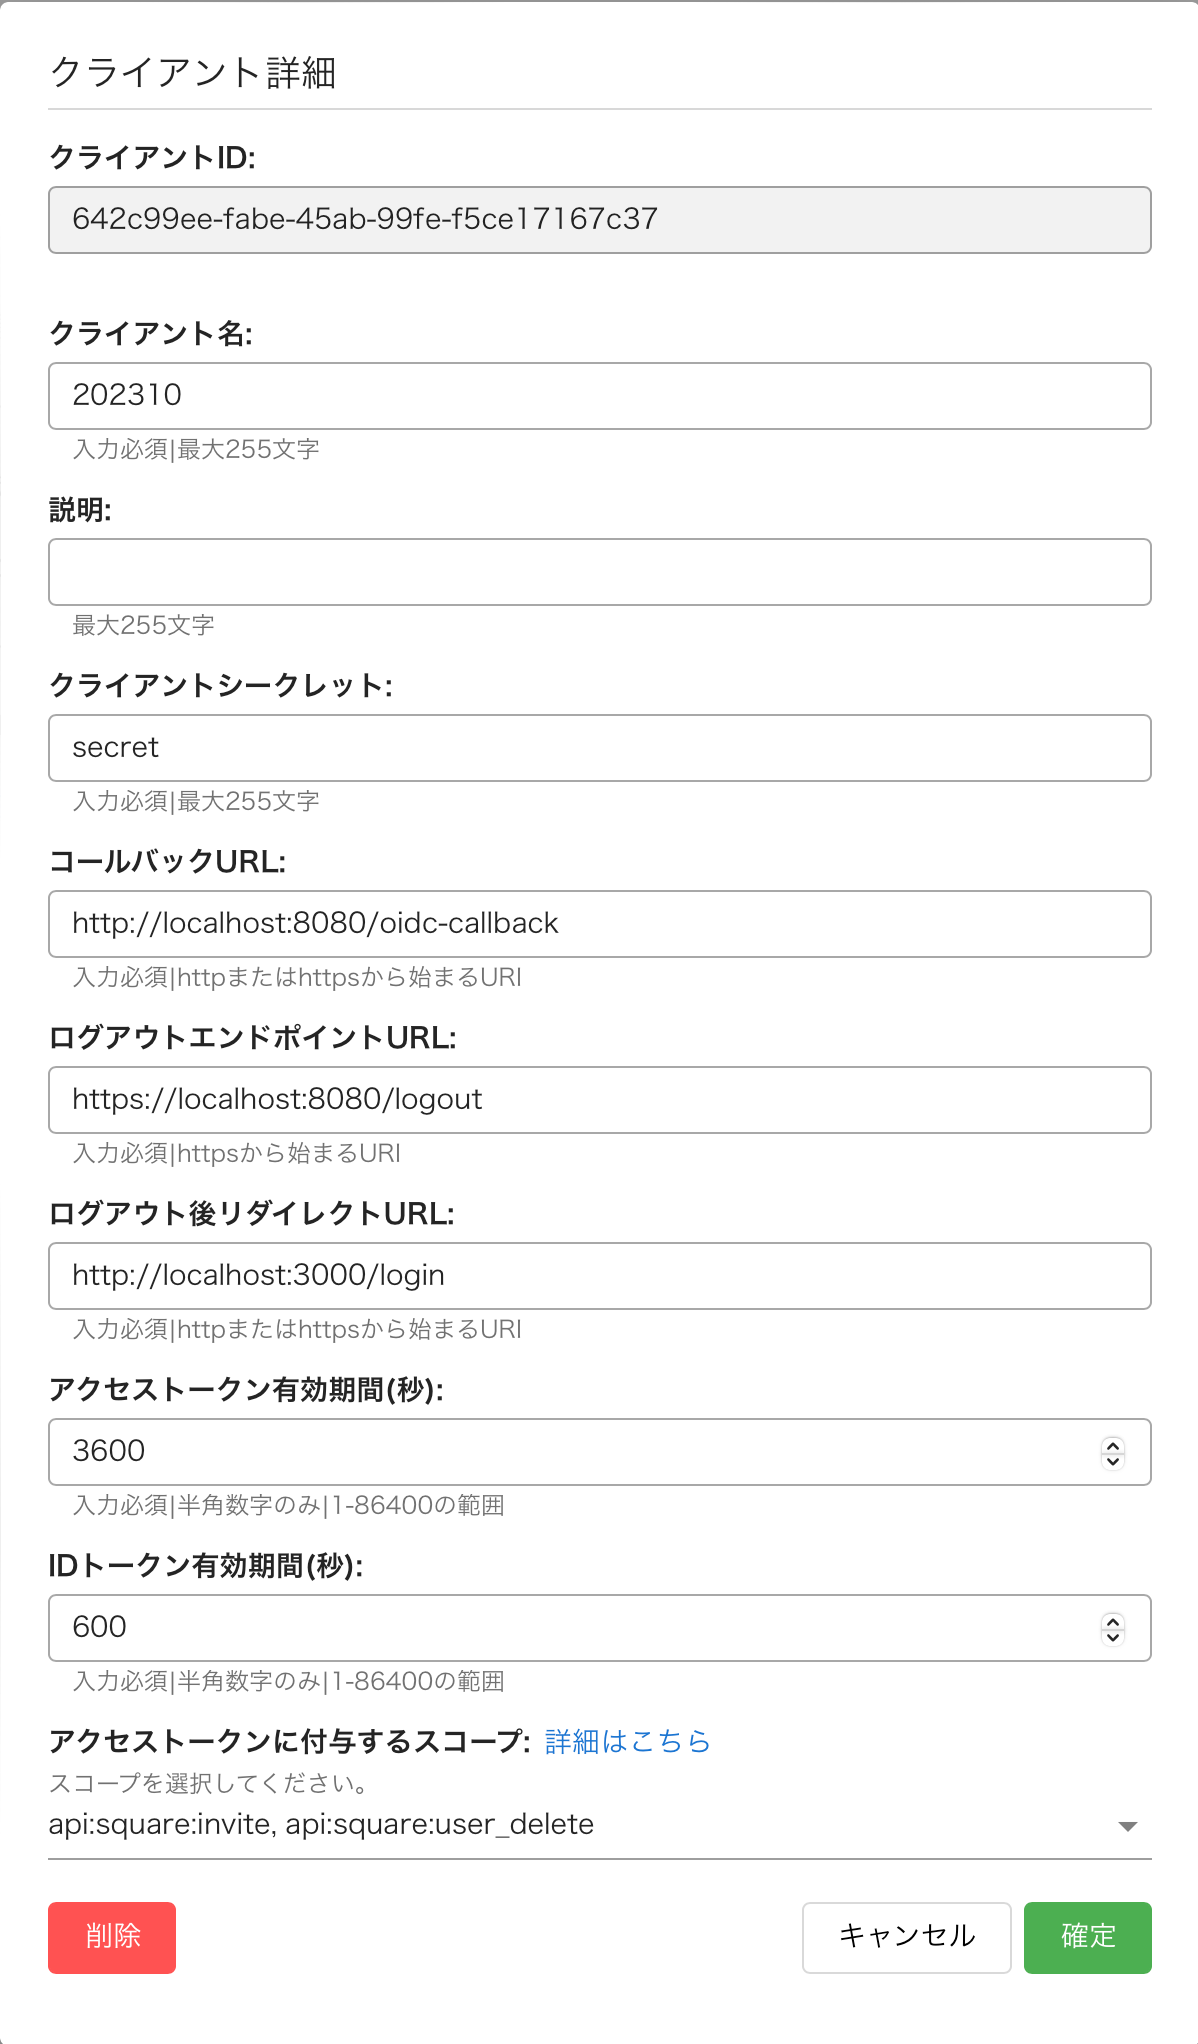 クライアント詳細
クライアントID:
642c99ee-fabe-45ab-99fe-f5ce17167c37
クライアント名:
202310
入力必須|最大255文字
説明:
最大255文字
クライアントシークレット:
secret
入力必須|最大255文字
コールバックURL:
http://localhost:8080/oidc-callback
入力必須|httpまたはhttpsから始まるURI
ログアウトエンドポイントURL:
https://localhost:8080/logout
入力必須|httpsから始まるURI
ログアウト後リダイレクトURL:
http://localhost:3000/login
入力必須|httpまたはhttpsから始まるURI
アクセストークン有効期間(秒):
3600
入力必須|半角数字のみ|1-86400の範囲
IDトークン有効期間(秒):
600
入力必須|半角数字のみ|1-86400の範囲
アクセストークンに付与するスコープ: 詳細はこちら
スコープを選択してください。
api:square:invite, api:square:user_delete
削除 キャンセル 確定